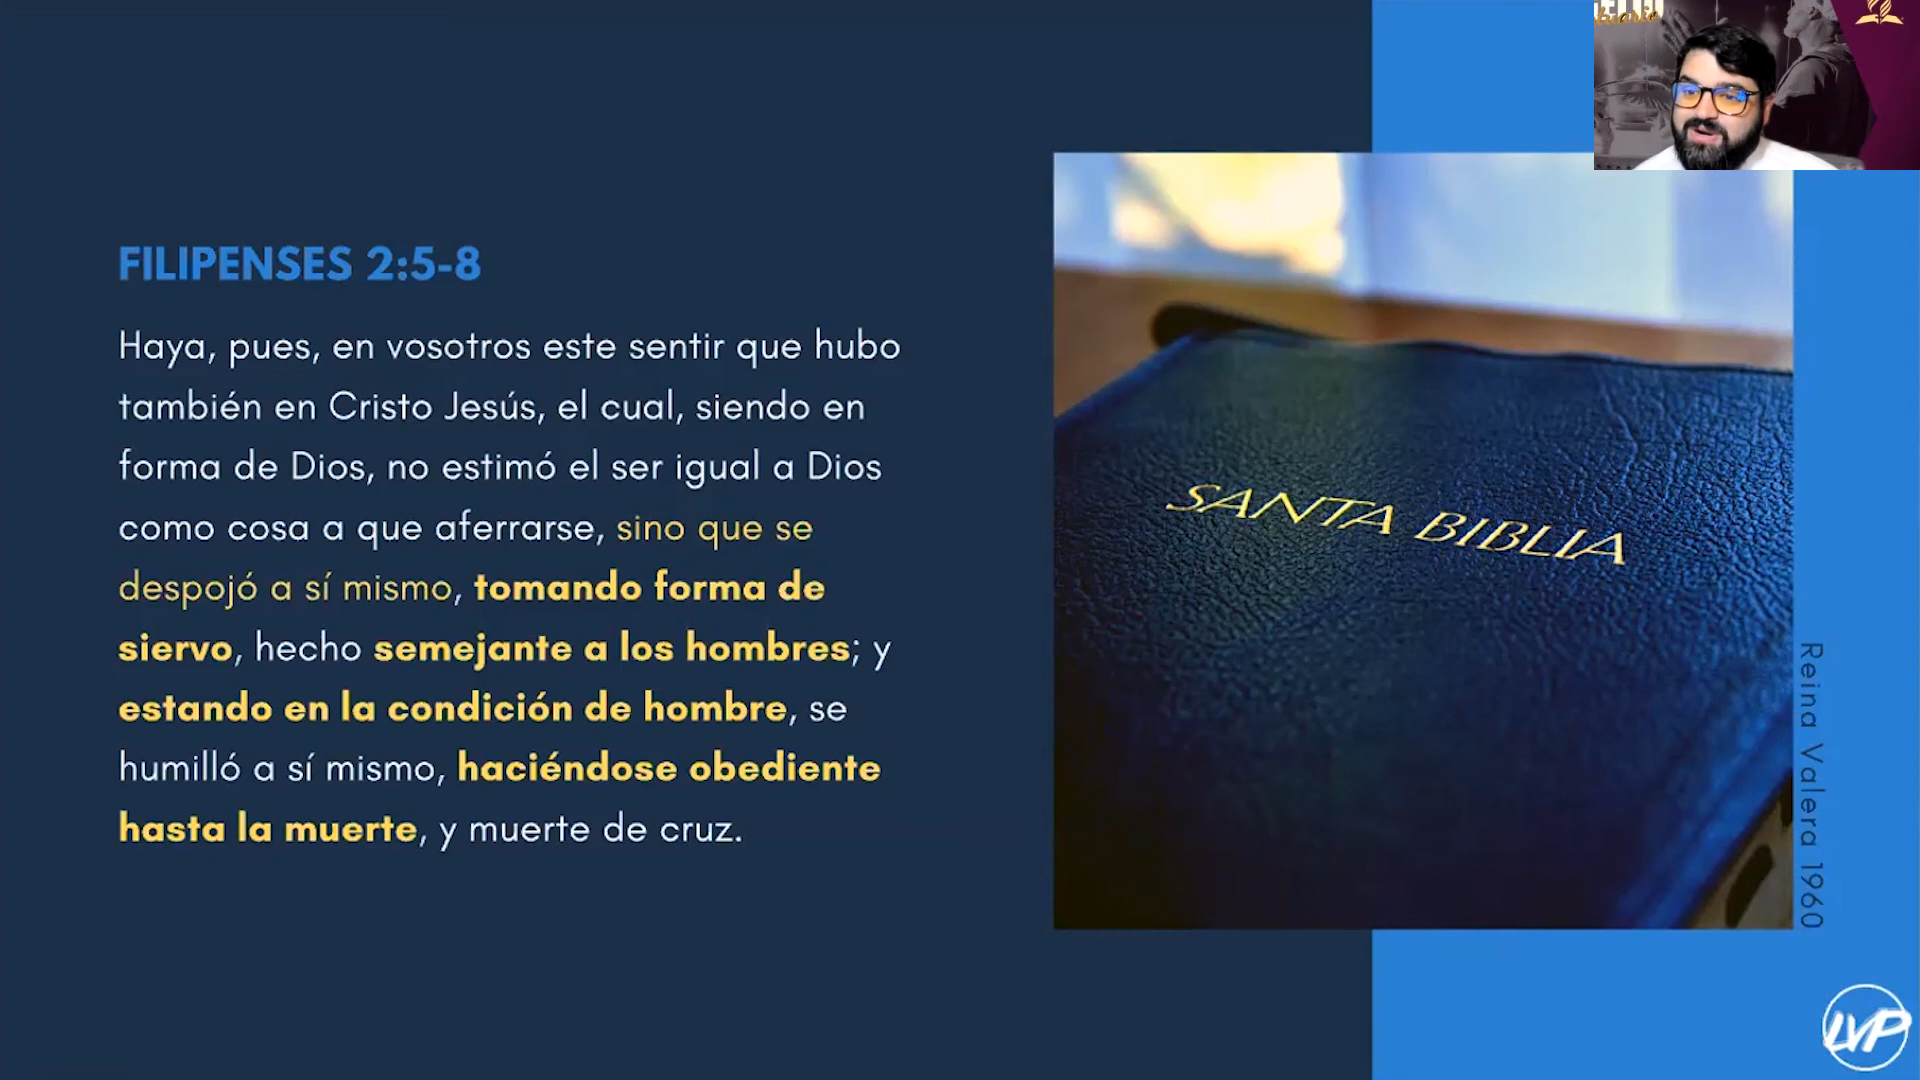 FILIPENSES 2:5-8
Haya, pues, en vosotros este sentir que hubo
también en Cristo Jesús, el cual, siendo en
forma de Dios, no estimó el ser igual a Dios
como cosa a que aferrarse, sino que se
despojó a sí mismo, tomando forma de
siervo, hecho semejante a los hombres; y
estando en la condición de hombre, se
humilló a sí mismo, haciéndose obediente
hasta la muerte, y muerte de cruz.
SANTA BIBLIA
Reina Valera 1960
LVP